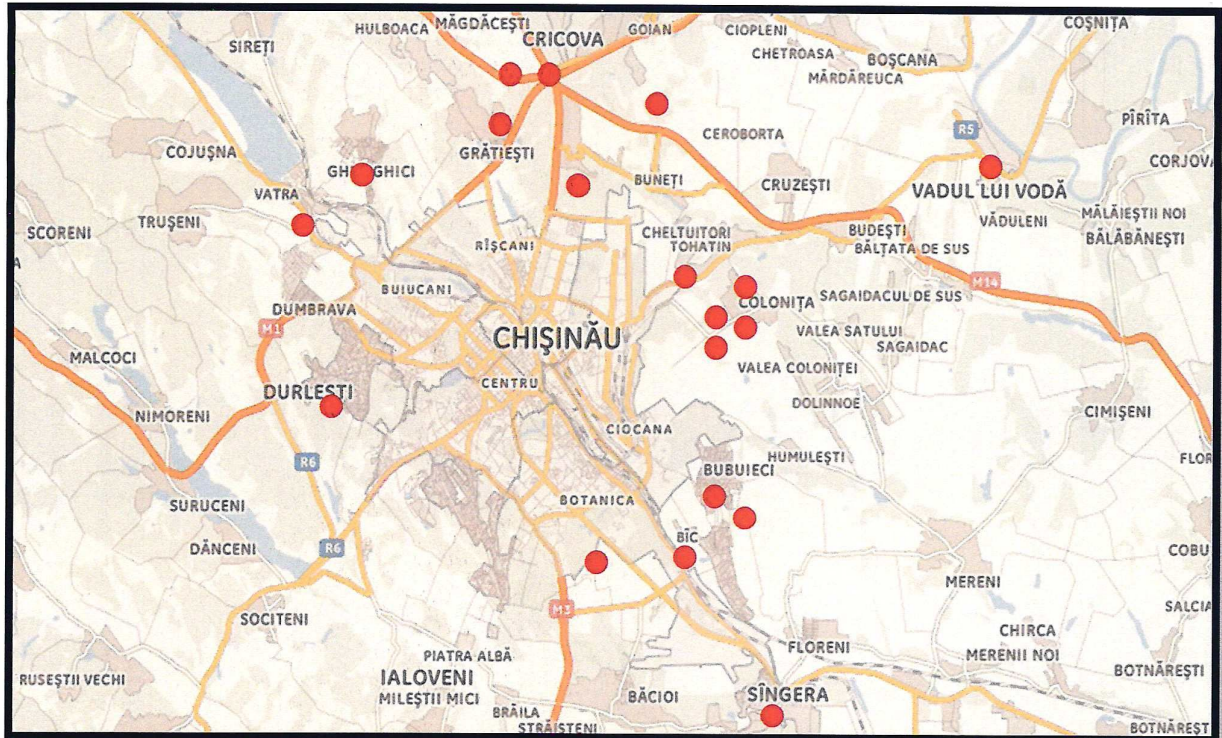 HULBOACA
MĂGDĂCEȘTI
GOIAN
CIOPLENI
COȘNIȚA
SIREȚI
CRICOVA
CHETROASA
BOȘCANA
MĂRDĂREUCA
PÎRÎTA
R5
CEROBORTA
COJUȘNA
GRĂTIEȘTI
CORJOVA
VATRA
BUNEȚI
CRUZEȘTI
VADUL LUI VODĂ
TRUȘENI
VĂDULENI
MĂLĂIEȘTII NOI
SCORENI
CHELTUITORI
BUDEȘTI
BĂLĂBĂNEȘTI
RÎȘCANI
TOHATIN
BĂLȚATA DE SUS
M14
BUIUCANI
COLONIȚA
SAGAIDACUL DE SUS
DUMBRAVA
M1
CHIȘINĂU
VALEA SATULUI
SAGAIDAC
MALCOCI
VALEA COLONIȚEI
CENTRU
DURLEȘTI
DOLINNOE
NIMORENI
CIMIȘENI
CIOCANA
HUMULEȘTI
FLOR
R6
BUBUIECI
SURUCENI
BOTANICA
DĂNCENI
R6
BÎC
COBU
MERENI
M3
SOCITENI
SALCIA
CHIRCA
FLORENI
PIATRA ALBĂ
MERENII NOI
RUSEȘTII VECHI
IALOVENI
BOTNĂREȘTI
MILEȘTII MICI
BĂCIOI
SÎNGERA
BRĂILA
STRĂISTENI
BOTNĂREȘT